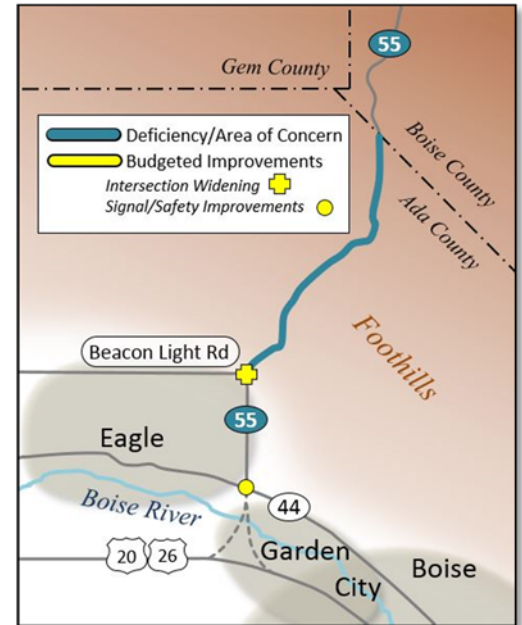 55
Gem County
Boise County
Ada County
Deficiency/Area of Concern
Budgeted Improvements
Intersection Widening
Signal/Safety Improvements
Foothills
Beacon Light Rd
55
Eagle
Boise River
44
20 26
Garden
City
Boise